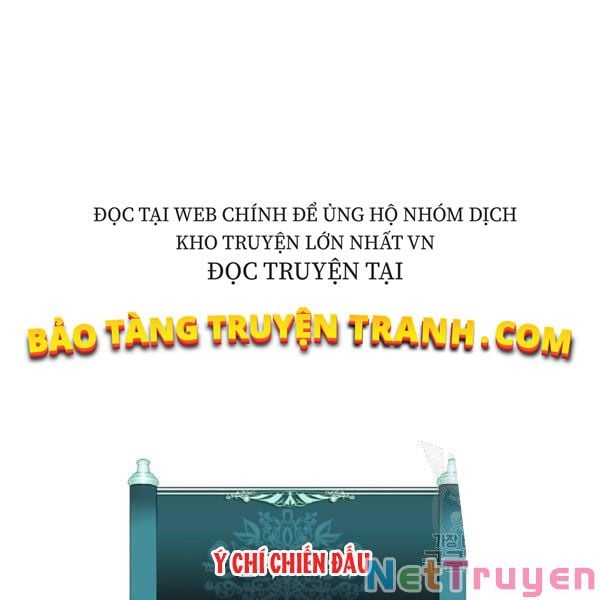 ĐỌC TẠI WEB CHÍNH ĐỂ ỦNG HỘ NHÓM DỊCH
KHO TRUYỆN LỚN NHẤT VN
ĐỌC TRUYỆN TẠI
BẢO TÀNG TRUYỆN TRANH.COM
Ý CHÍ CHIẾN ĐẤU
NetTruyen